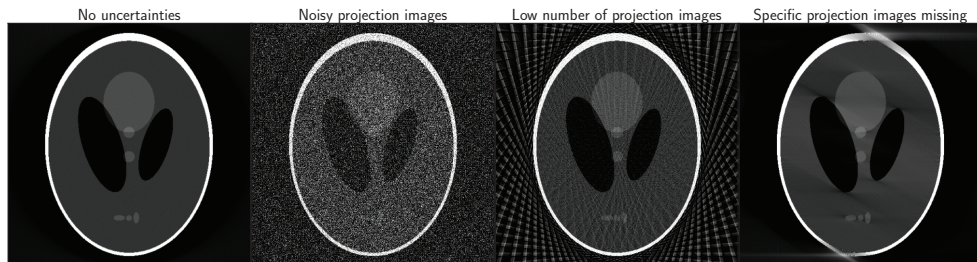 No uncertainties
Noisy projection images
Low number of projection images
Specific projection images missing